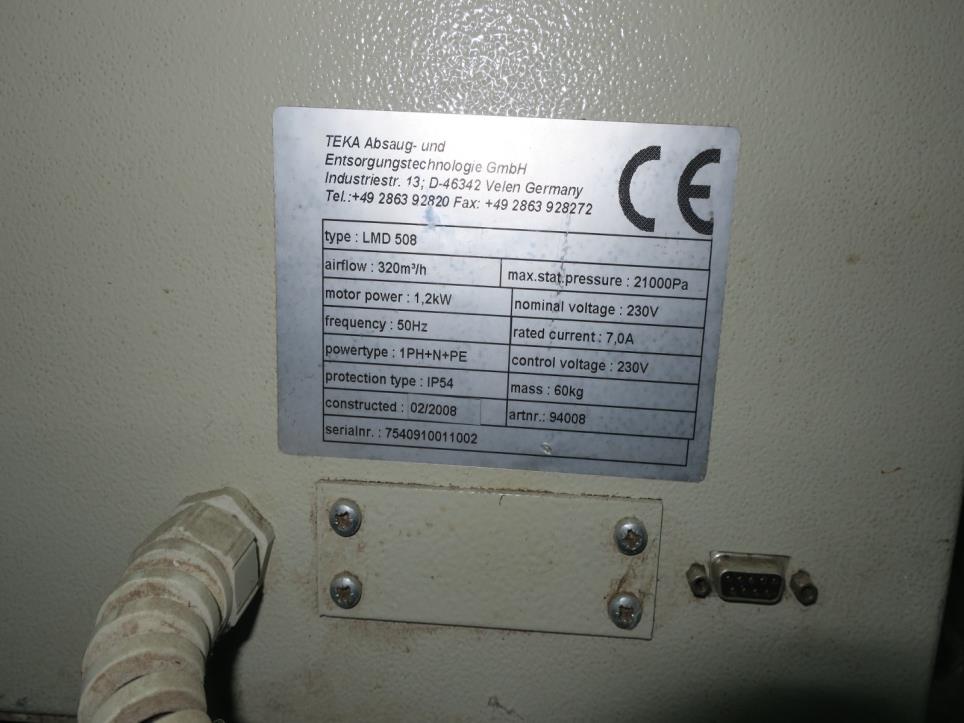 TEKA Absaug- und
Entsorgungstechnologie GmbH
Industriestr. 13; D-46342 Velen Germany
Tel.:+49 2863 92820 Fax: +49 2863 928272
CE
type : LMD 508
airflow : 320m³/h max.stat.pressure : 21000Pa
motor power : 1,2kW nominal voltage : 230V
frequency : 50Hz rated current : 7,0A
powertype : 1PH+N+PE control voltage : 230V
protection type : IP54 mass : 60kg
constructed : 02/2008 artnr.: 94008
serialnr. : 7540910011002